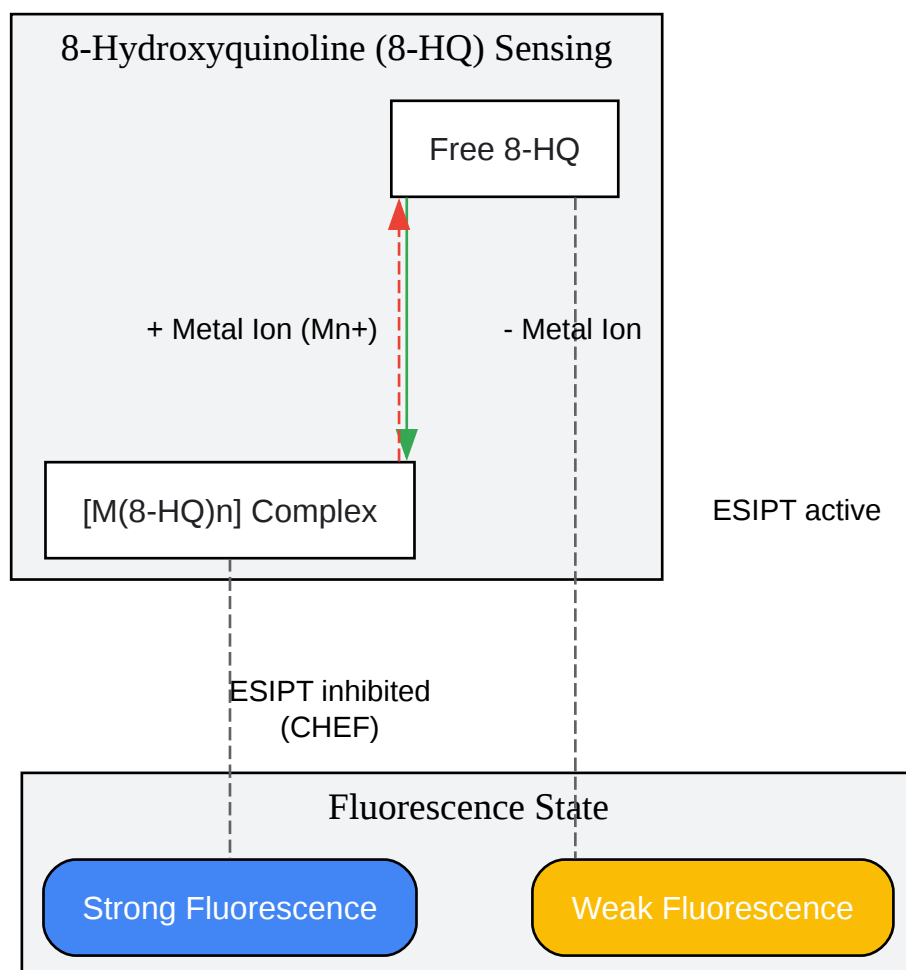 8-Hydroxyquinoline (8-HQ) Sensing
Free 8-HQ
+ Metal Ion (Mn+)
- Metal Ion
[M(8-HQ)n] Complex
ESIPT active
ESIPT inhibited
(CHEF)
Fluorescence State
Strong Fluorescence
Weak Fluorescence